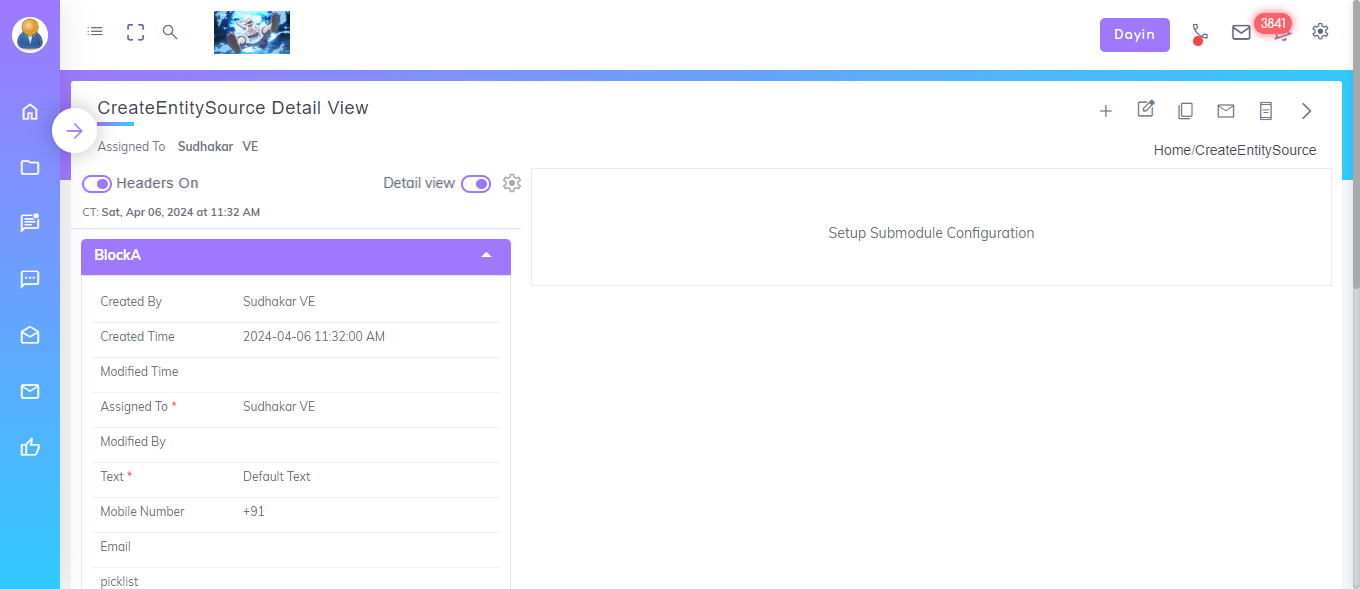 Dayin
3841
CreateEntitySource Detail View
Assigned To Sudhakar VE
Home/CreateEntitySource
Headers On
Detail view
CT: Sat, Apr 06, 2024 at 11:32 AM
Setup Submodule Configuration
BlockA
Created By Sudhakar VE
Created Time 2024-04-06 11:32:00 AM
Modified Time
Assigned To * Sudhakar VE
Modified By
Text * Default Text
Mobile Number +91
Email
picklist